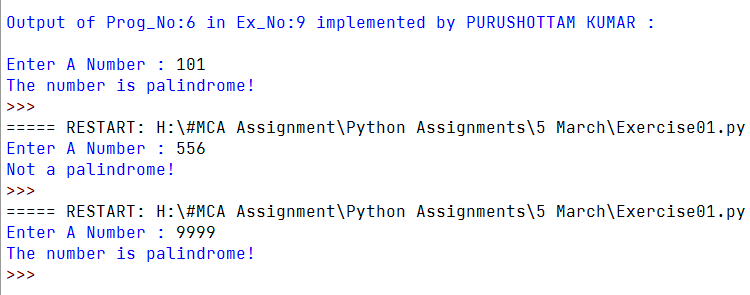 Output of Prog_No:6 in Ex_No:9 implemented by PURUSHOTTAM KUMAR :
Enter A Number : 101
The number is palindrome!
>>>
===== RESTART: H:\#MCA Assignment\Python Assignments\5 March\Exercise01.py
Enter A Number : 556
Not a palindrome!
>>>
===== RESTART: H:\#MCA Assignment\Python Assignments\5 March\Exercise01.py
Enter A Number : 9999
The number is palindrome!
>>>